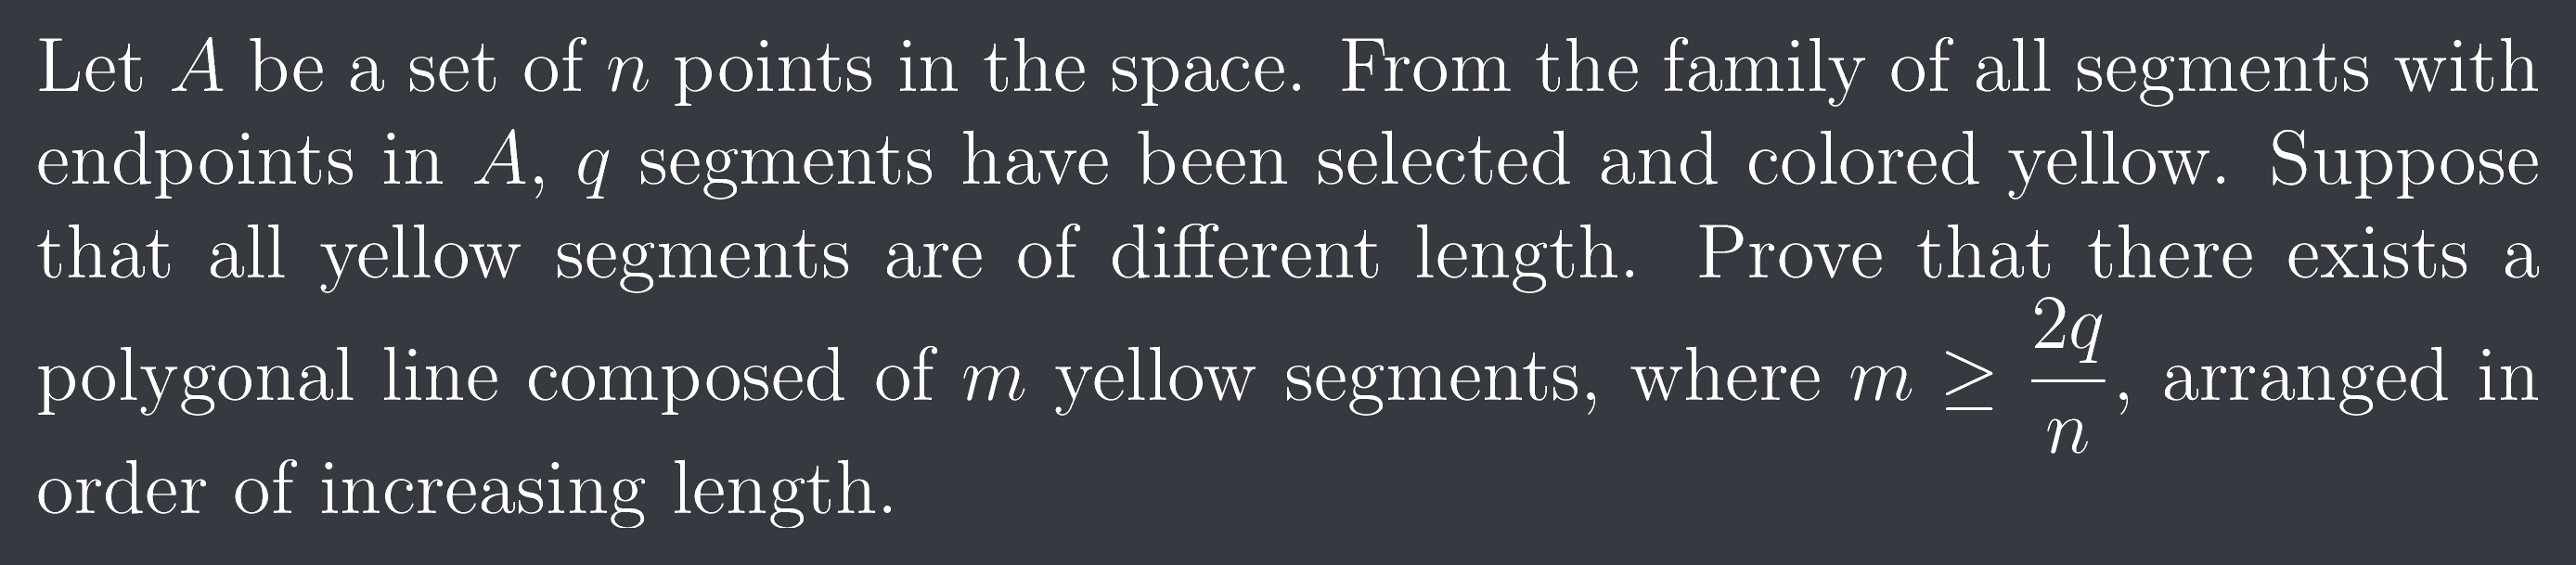 Let A be a set of n points in the space. From the family of all segments with
endpoints in A, q segments have been selected and colored yellow. Suppose
that all yellow segments are of different length. Prove that there exists a
polygonal line composed of m yellow segments, where m ≥ \frac{2q}{n}, arranged in
order of increasing length.